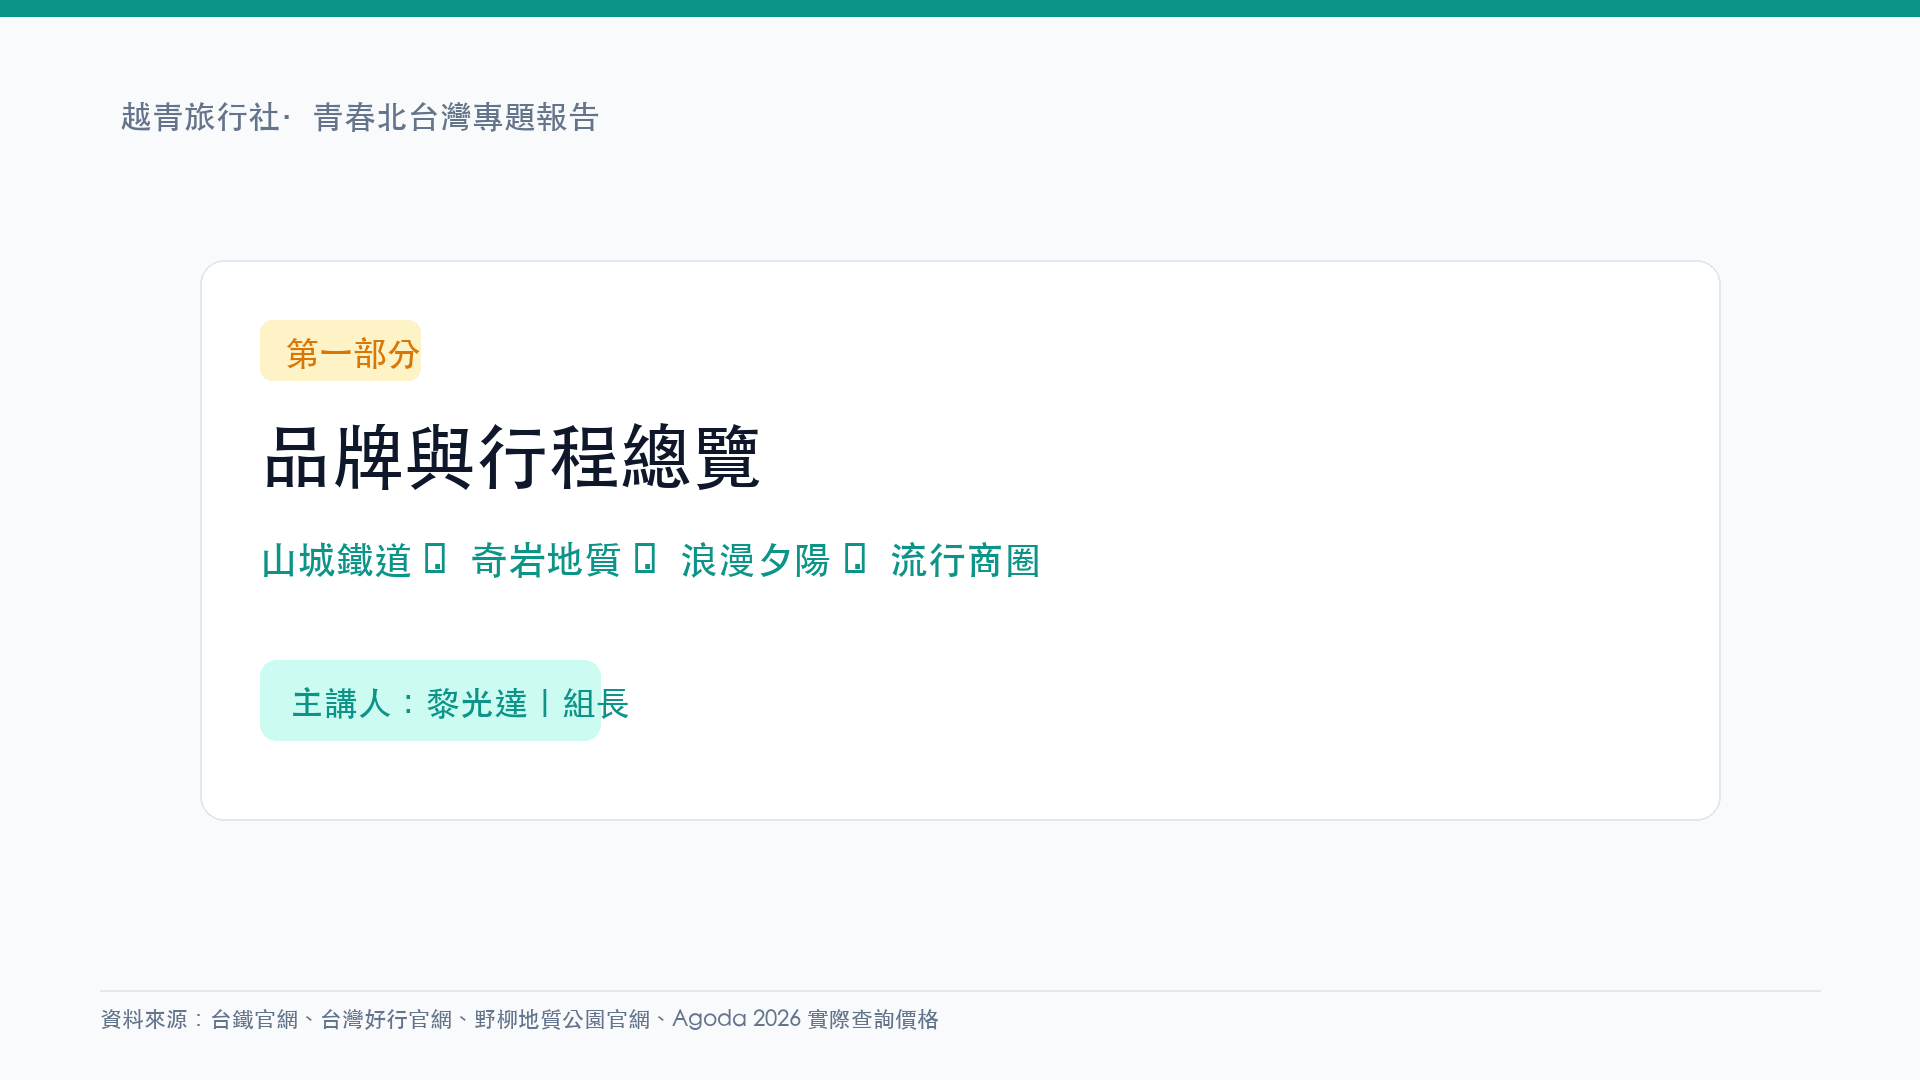 越青旅行社· 青春北台灣專題報告
第一部分
品牌與行程總覽
山城鐵道 奇岩地質 浪漫夕陽 流行商圈
主講人：黎光達｜組長
資料來源：台鐵官網、台灣好行官網、野柳地質公園官網、Agoda 2026 實際查詢價格